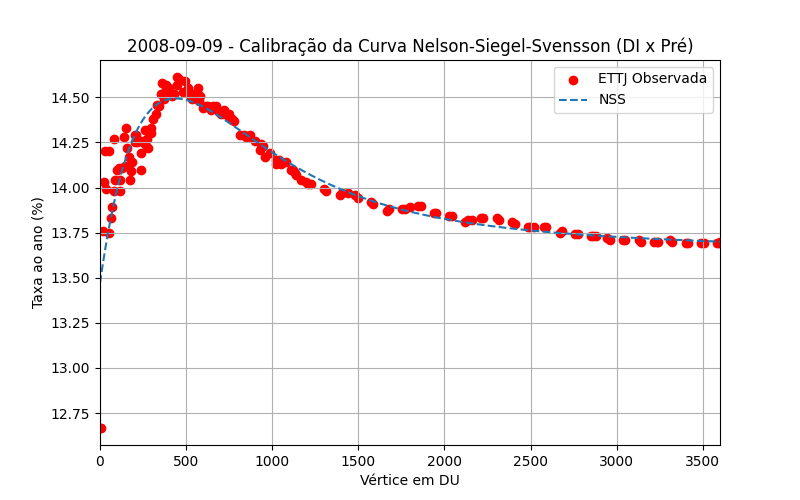 2008-09-09 - Calibração da Curva Nelson-Siegel-Svensson (DI x Pré)
ETTJ Observada
NSS
Taxa ao ano (%)
14.50
14.25
14.00
13.75
13.50
13.25
13.00
12.75
0 500 1000 1500 2000 2500 3000 3500
Vértice em DU